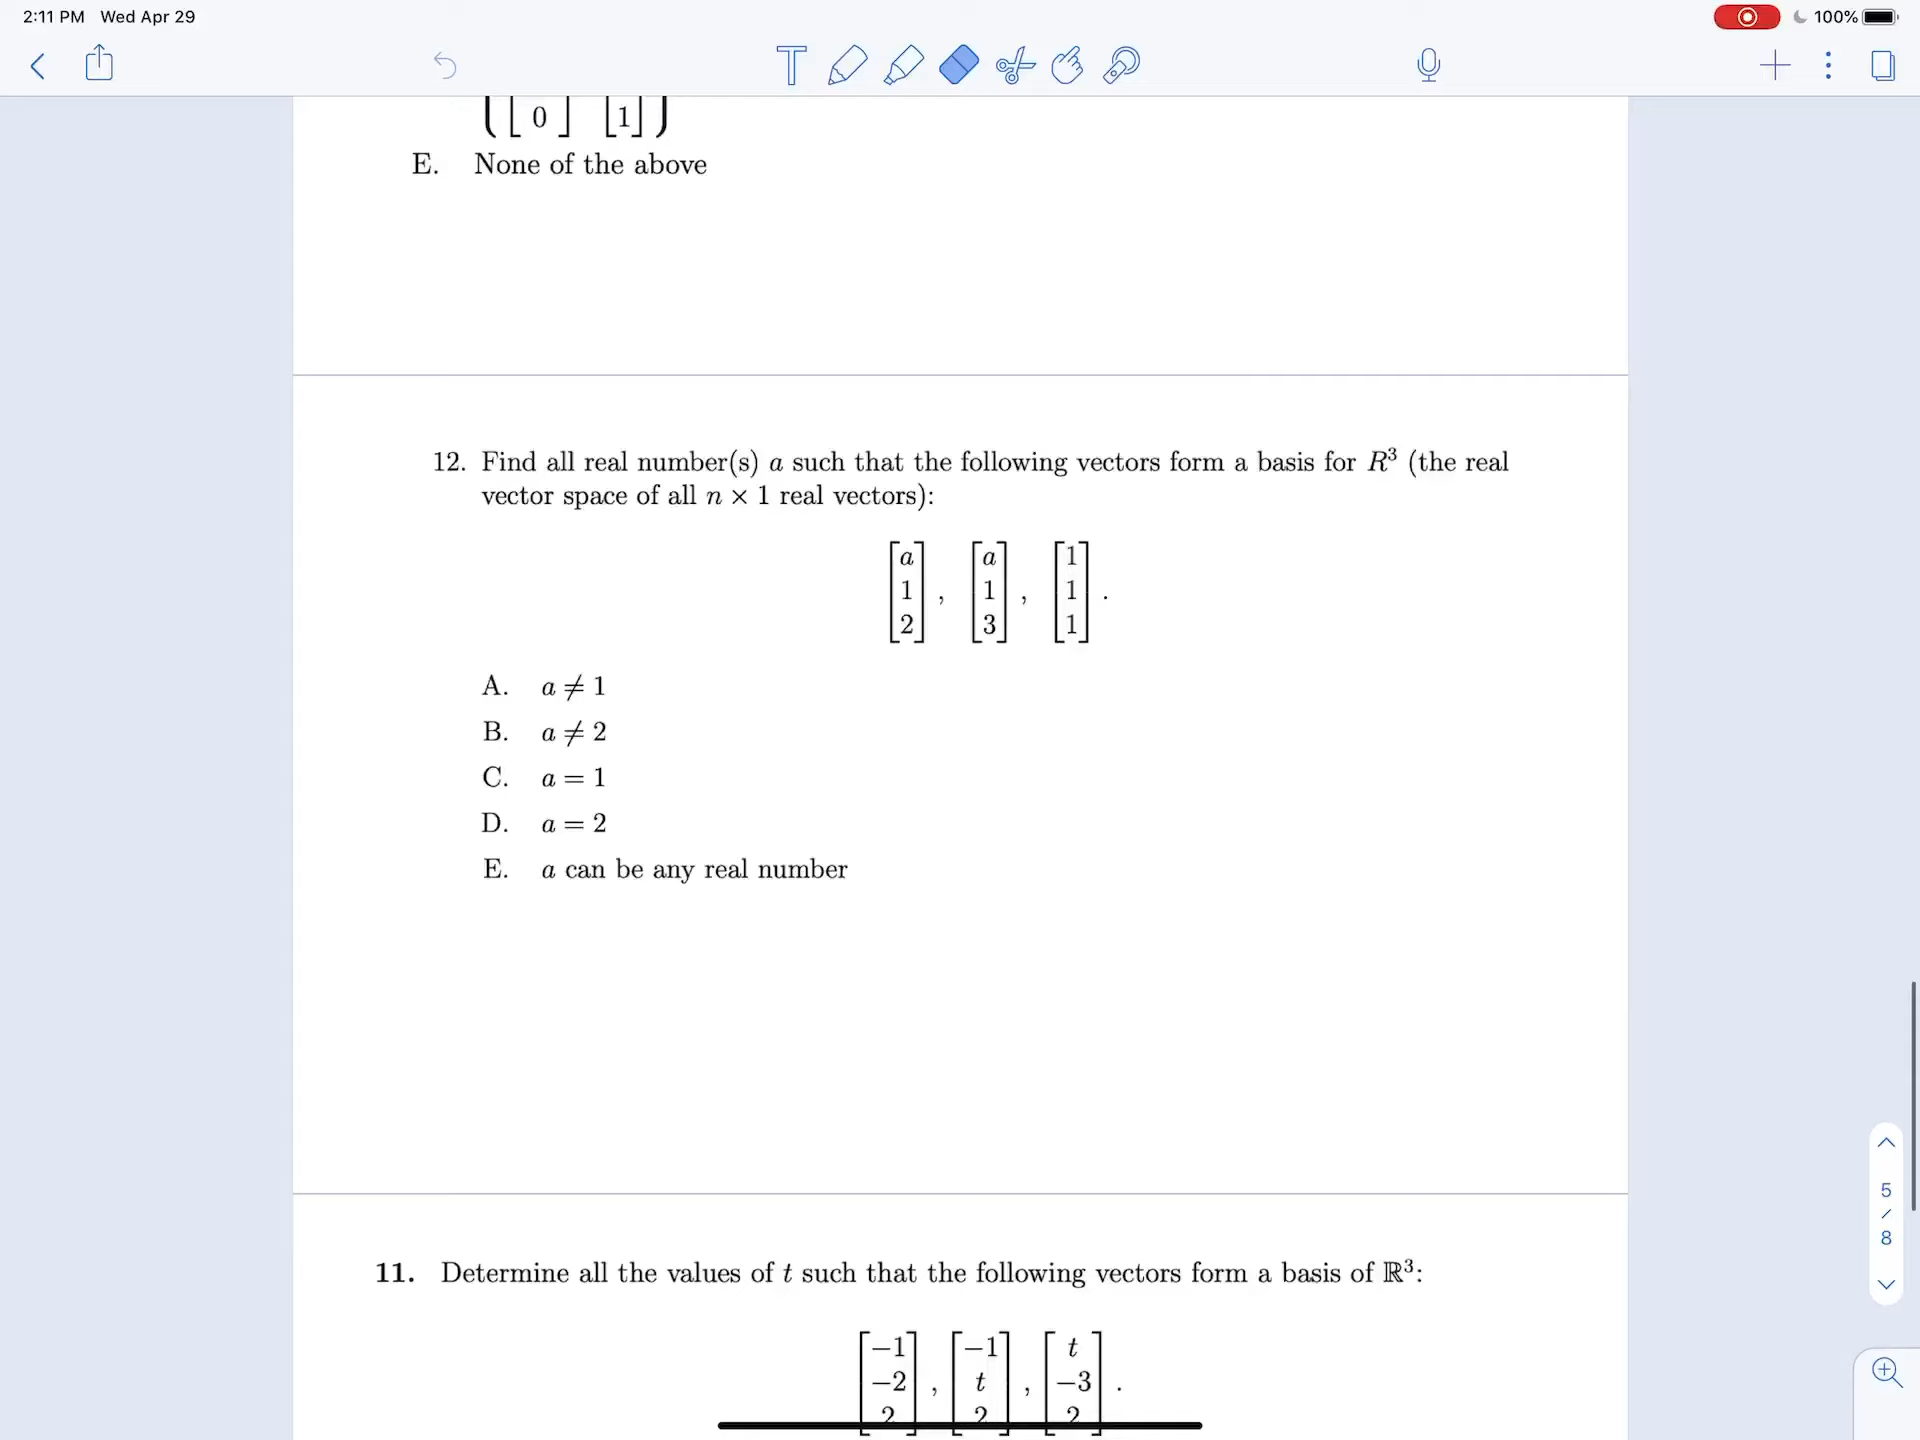 2:11 PM Wed Apr 29
100%
0 1
E. None of the above
12. Find all real number(s) a such that the following vectors form a basis for R³ (the real
vector space of all n × 1 real vectors):
[a 1 2], [a 1 3], [1 1 1].
A. a ≠ 1
B. a ≠ 2
C. a = 1
D. a = 2
E. a can be any real number
5 / 8
11. Determine all the values of t such that the following vectors form a basis of ℝ³:
[−1 −2 2], [−1 t 2], [t −3 2].